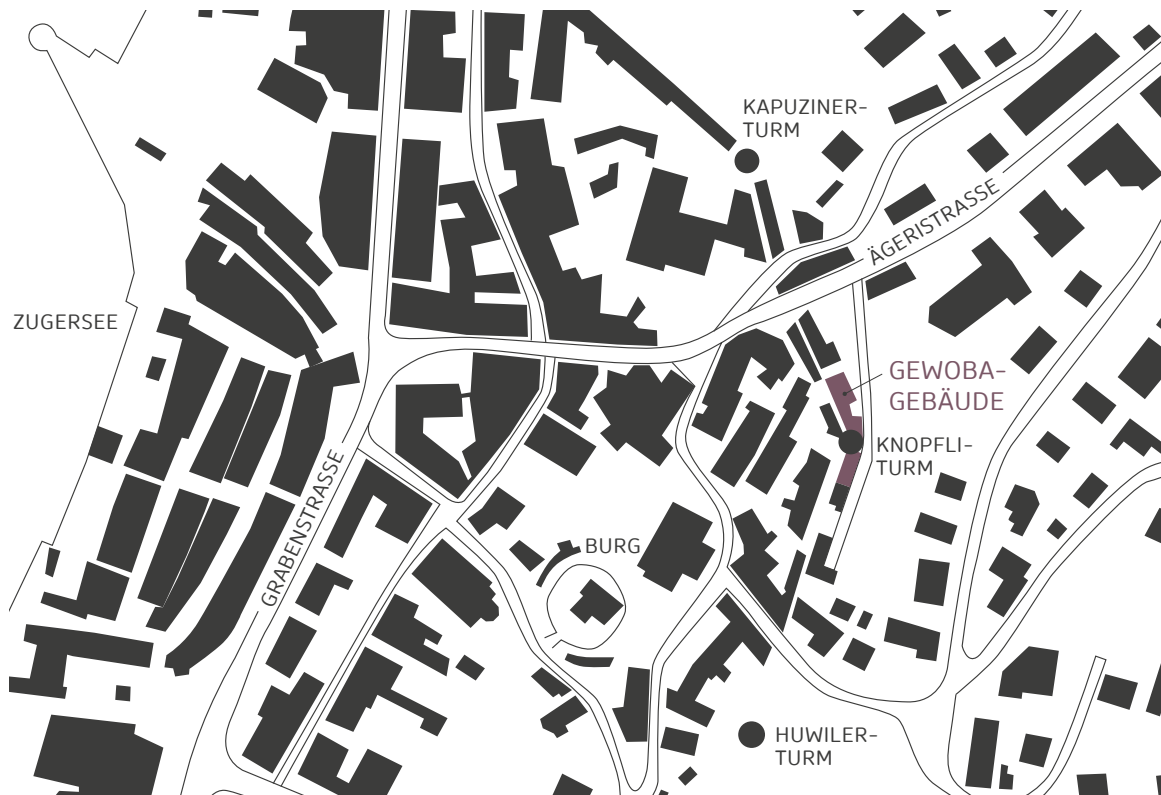 KAPUZINER-
TURM
ÄGERISTRASSE
ZUGERSEE
GEWOBA-
GEBÄUDE
KNOPFLI-
TURM
GRABENSTRASSE
BURG
HUWILER-
TURM